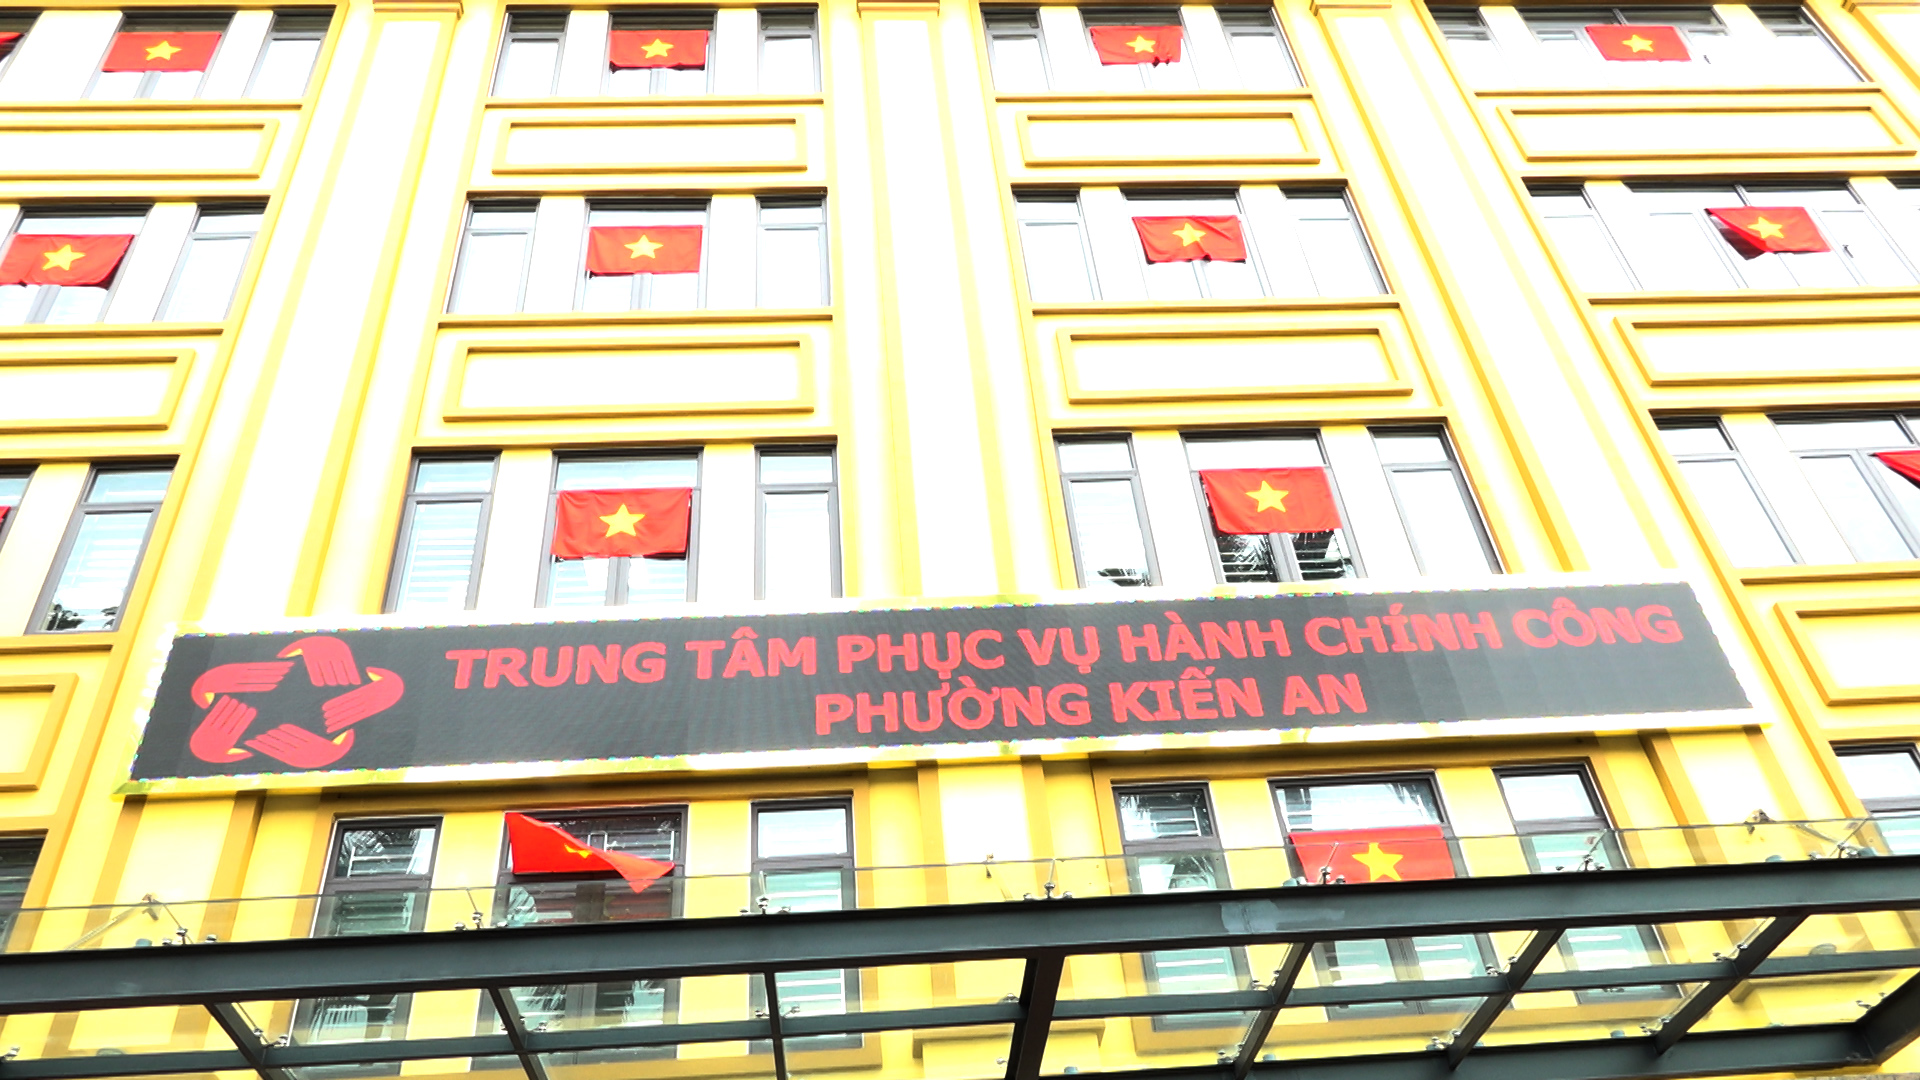 TRUNG TÂM PHỤC VỤ HÀNH CHÍNH CÔNG
PHƯỜNG KIẾN AN